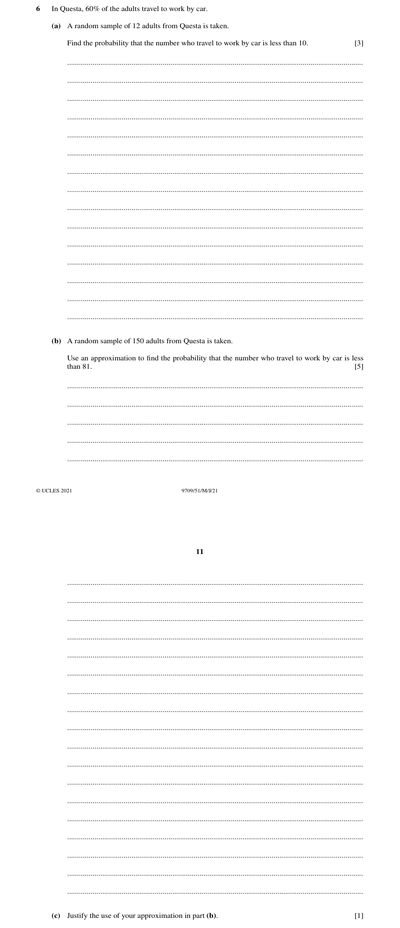 6 In Questa, 60% of the adults travel to work by car.
(a) A random sample of 12 adults from Questa is taken.
Find the probability that the number who travel to work by car is less than 10. [3]
(b) A random sample of 150 adults from Questa is taken.
Use an approximation to find the probability that the number who travel to work by car is less
than 81. [5]
© UCLES 2021 9709/51/M/J/21
11
(c) Justify the use of your approximation in part (b). [1]